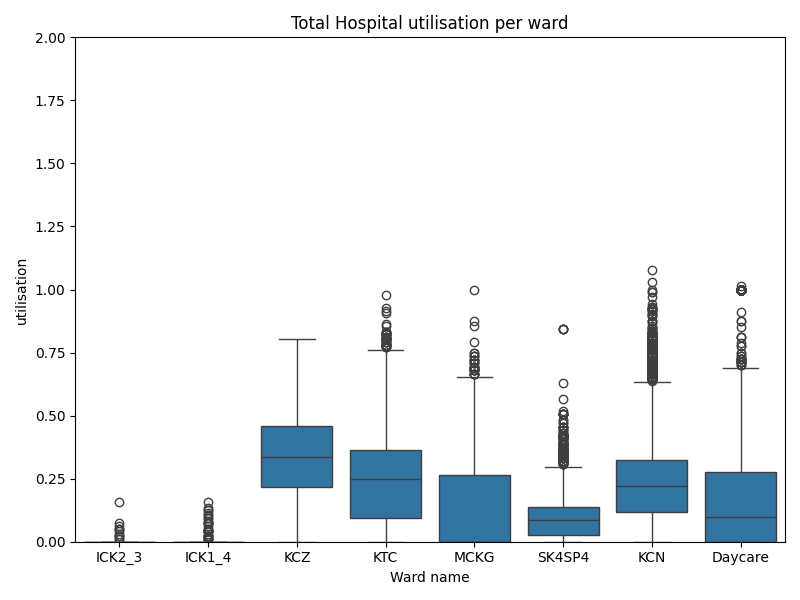 Total Hospital utilisation per ward
2.00
1.75
1.50
1.25
1.00
0.75
0.50
0.25
0.00
utilisation
ICK2_3 ICK1_4 KCZ KTC MCKG SK4SP4 KCN Daycare
Ward name